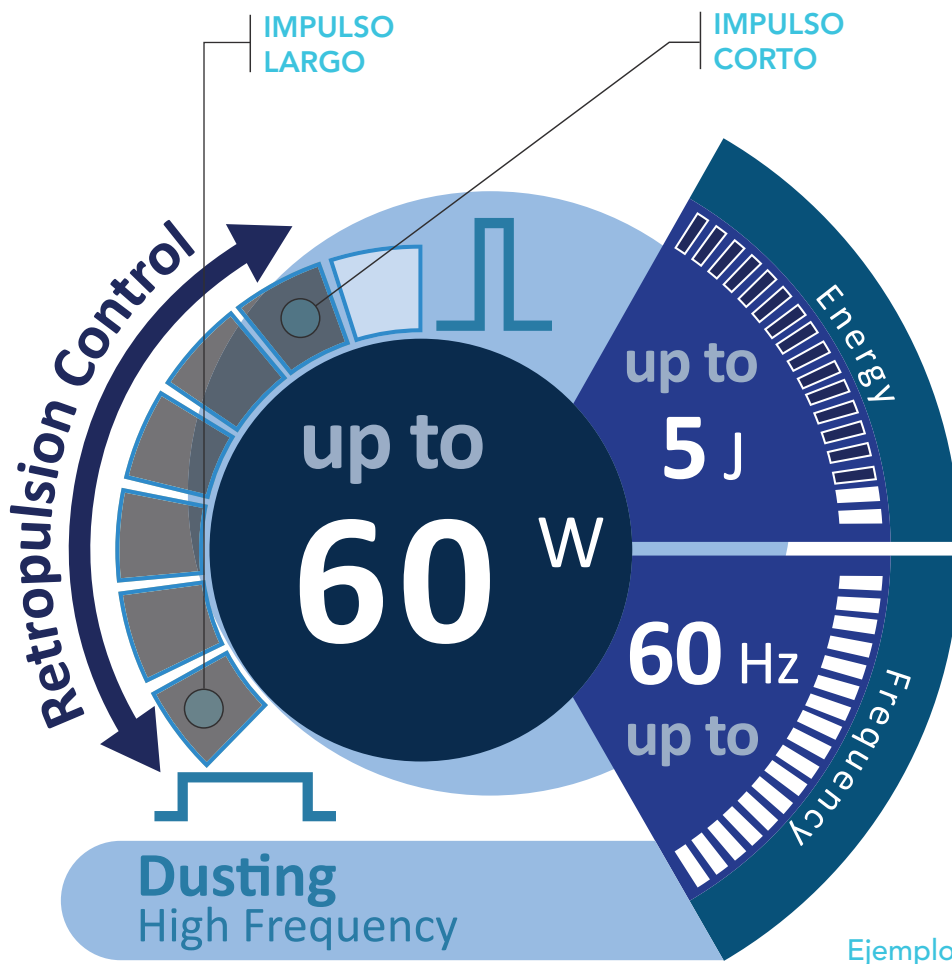 IMPULSO
LARGO
IMPULSO
CORTO
Retropulsion Control
Energy
up to
5 J
up to
60 W
60 Hz
up to
Frequency
Dusting
High Frequency
Ejemplo